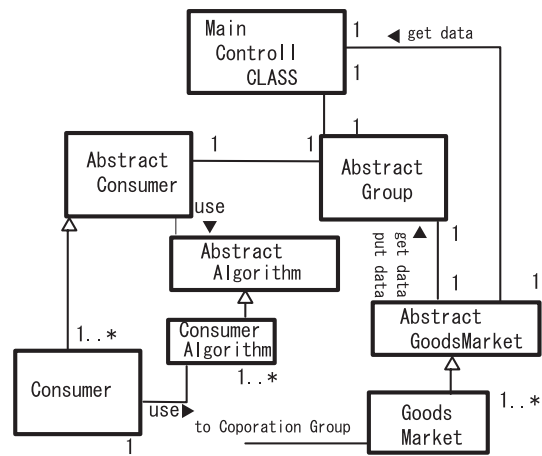 Main
Controll
CLASS
1
◀ get data
1
1
Abstract
Consumer
1
1
Abstract
Group
use
▼
Abstract
Algorithm
▲
get data
put data
1
1
1
1..*
Consumer
Algorithm
1..*
Abstract
GoodsMarket
Consumer
use▶
1
to Coporation Group
Goods
Market
1..*